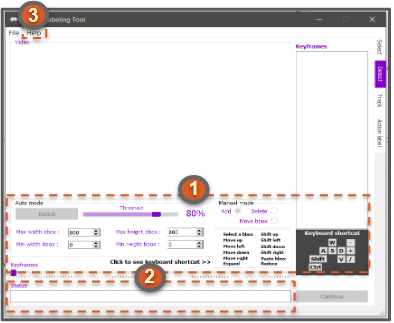 3
Labeling Tool
File Help
Video
Keyframes
Select
Detect
Track
Action label
1
Auto mode
Detect
Threshold
80%
Max width bbox : 800
Max height bbox : 800
Min width bbox : 0
Min height bbox : 0
Click to see keyboard shortcut >>
Manual mode
Add Delete
Move bbox
Select a bbox Shift up
Move up Shift left
Move left Shift down
Move down Shift right
Move right Paste bbox
Expand Reduce
Keyboard shortcut
W -
A S D +
Shift V /
Ctrl
Keyframes
2
Status
Continue